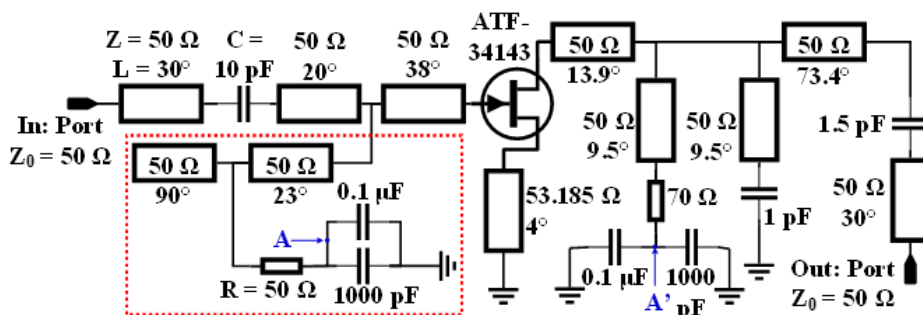 Z = 50 Ω
L = 30°
C =
10 pF
50 Ω
20°
50 Ω
38°
ATF-
34143
50 Ω
13.9°
50 Ω
73.4°
In: Port
Z₀ = 50 Ω
50 Ω
90°
50 Ω
23°
0.1 µF
A
R = 50 Ω
1000 pF
53.185 Ω
4°
50 Ω
9.5°
70 Ω
0.1 µF
1000
pF
A'
50 Ω
9.5°
1 pF
1.5 pF
50 Ω
30°
Out: Port
Z₀ = 50 Ω